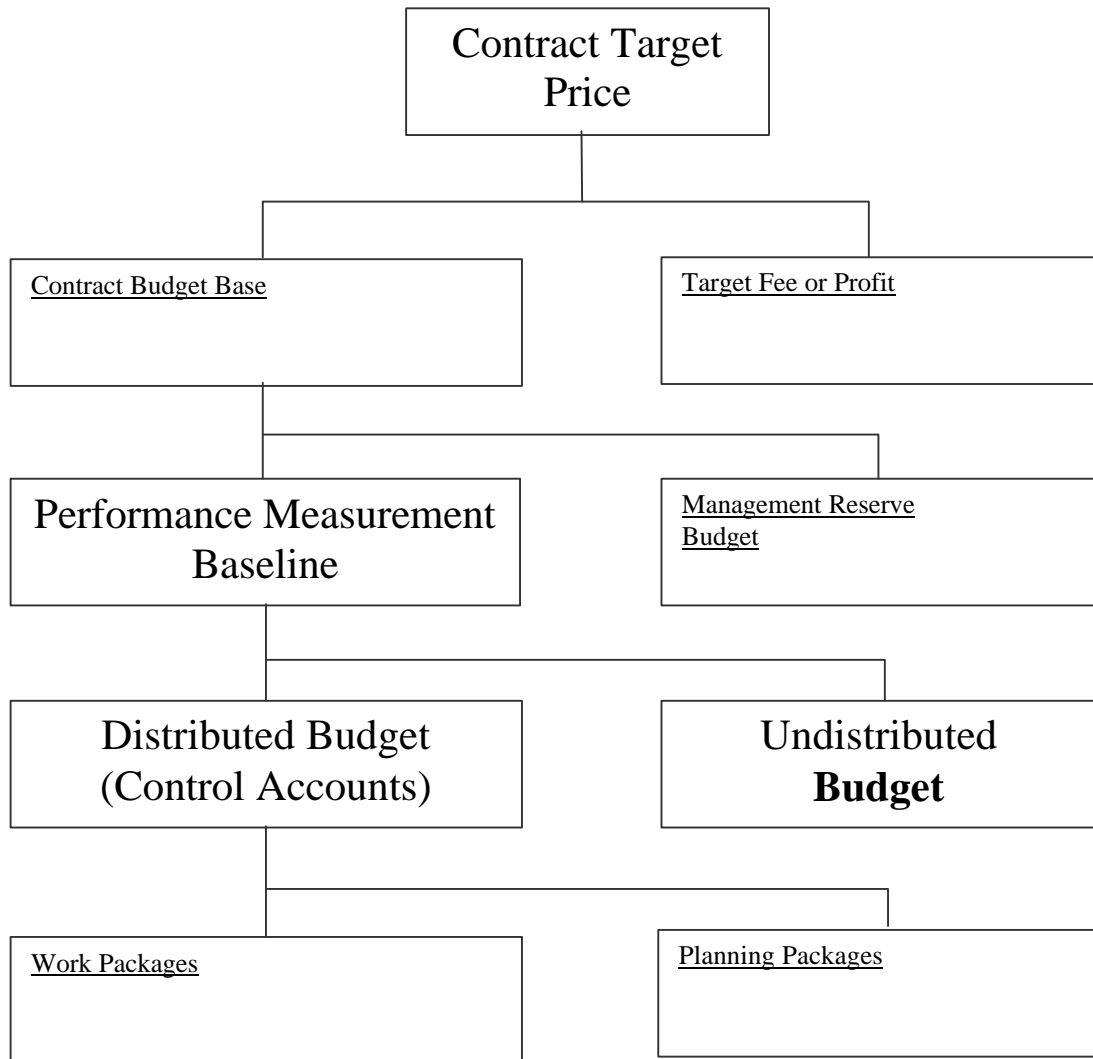 Contract Target
Price
Contract Budget Base
Target Fee or Profit
Performance Measurement
Baseline
Management Reserve
Budget
Distributed Budget
(Control Accounts)
Undistributed
Budget
Work Packages
Planning Packages